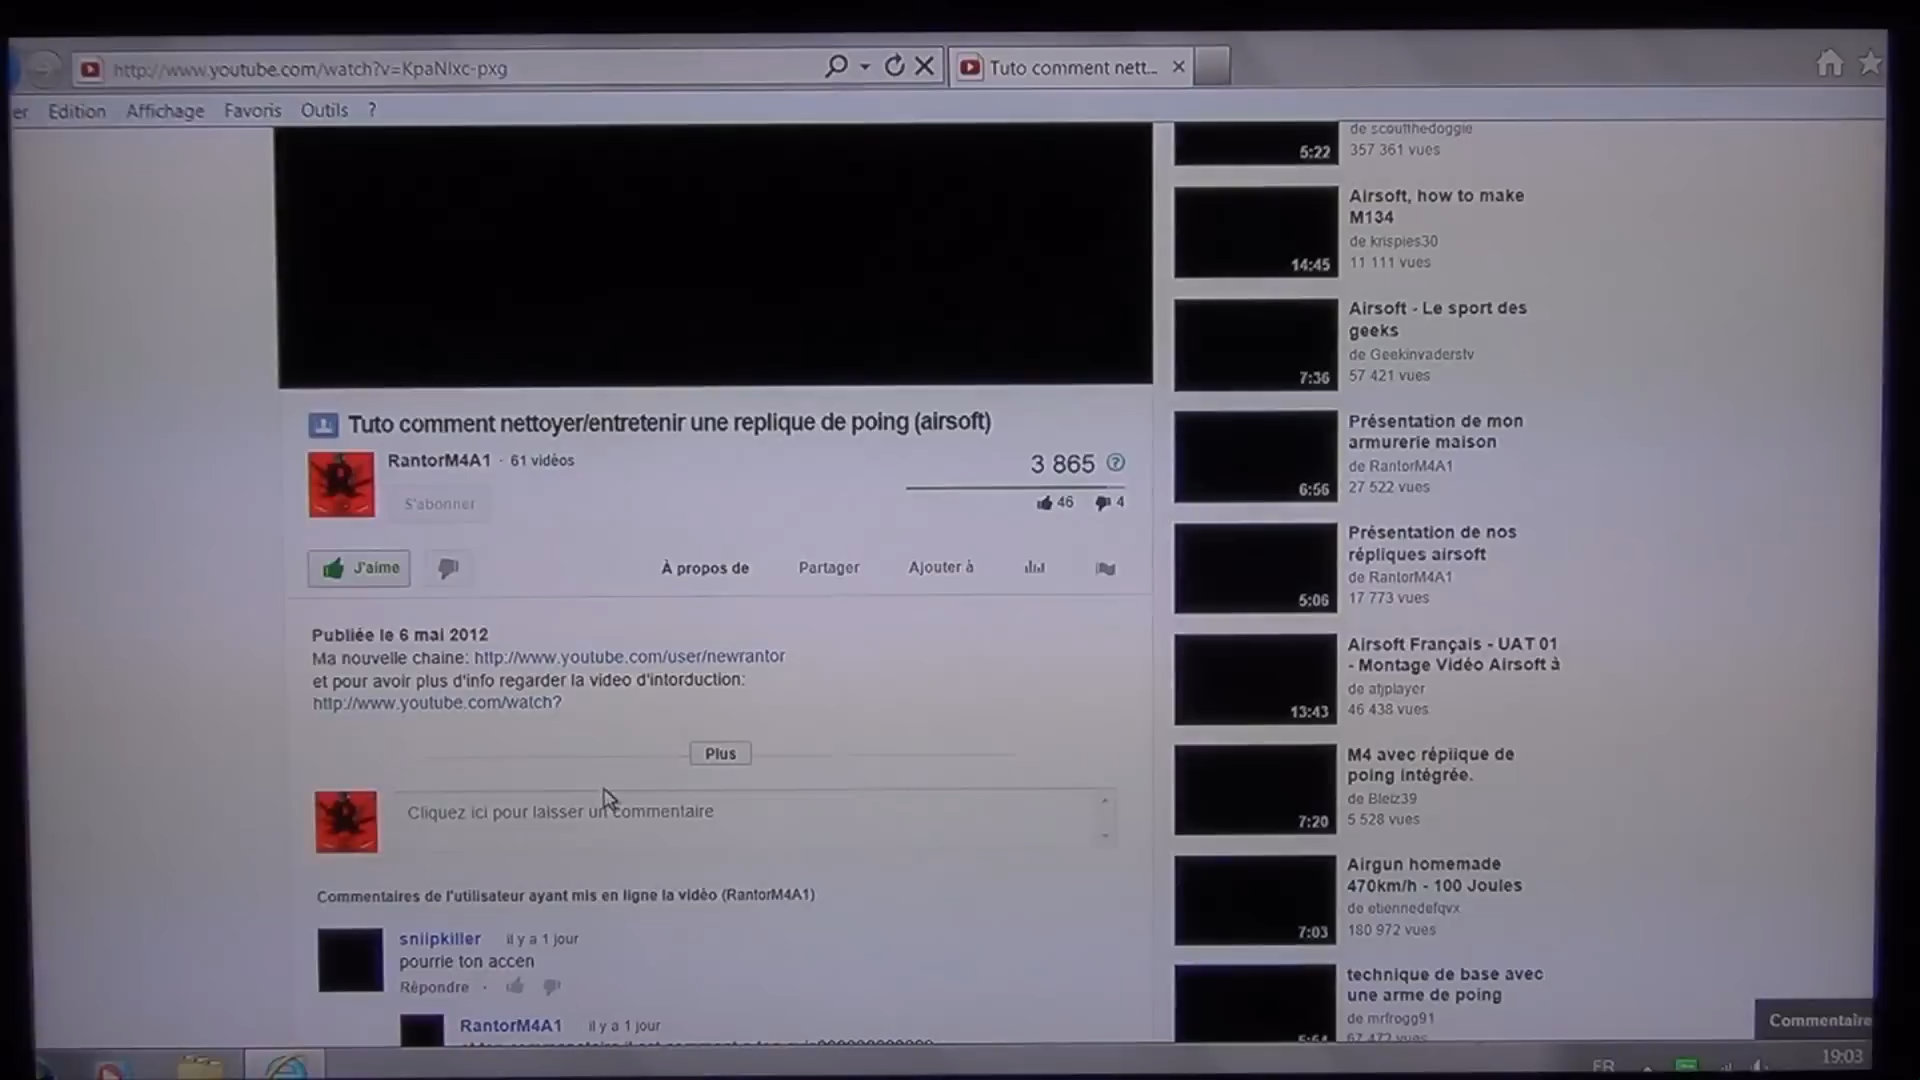 http://www.youtube.com/watch?v=KpaNlxc-pxg
Tuto comment nett...
Edition Affichage Favoris Outils ?
Tuto comment nettoyer/entretenir une replique de poing (airsoft)
RantorM4A1 · 61 vidéos
S'abonner
3 865
46 4
J'aime
À propos de Partager Ajouter à
Publiée le 6 mai 2012
Ma nouvelle chaine: http://www.youtube.com/user/newrantor
et pour avoir plus d'info regarder la video d'intorduction:
http://www.youtube.com/watch?
Plus
Cliquez ici pour laisser un commentaire
Commentaires de l'utilisateur ayant mis en ligne la vidéo (RantorM4A1)
sniipkiller il y a 1 jour
pourrie ton accen
Répondre ·
RantorM4A1 il y a 1 jour
de scoutthedoggie
5:22 357 361 vues
Airsoft, how to make
M134
de krispies30
14:45 11 111 vues
Airsoft - Le sport des
geeks
de Geekinvaderstv
7:36 57 421 vues
Présentation de mon
armurerie maison
de RantorM4A1
6:56 27 522 vues
Présentation de nos
répliques airsoft
de RantorM4A1
5:06 17 773 vues
Airsoft Français - UAT 01
- Montage Vidéo Airsoft à
de afjplayer
13:43 46 438 vues
M4 avec réplique de
poing intégrée.
de Bleiz39
7:20 5 528 vues
Airgun homemade
470km/h - 100 Joules
de etiennedefqvx
7:03 180 972 vues
technique de base avec
une arme de poing
de mrfrogg91
5:54 67 472 vues
Commentaire
FR 19:03